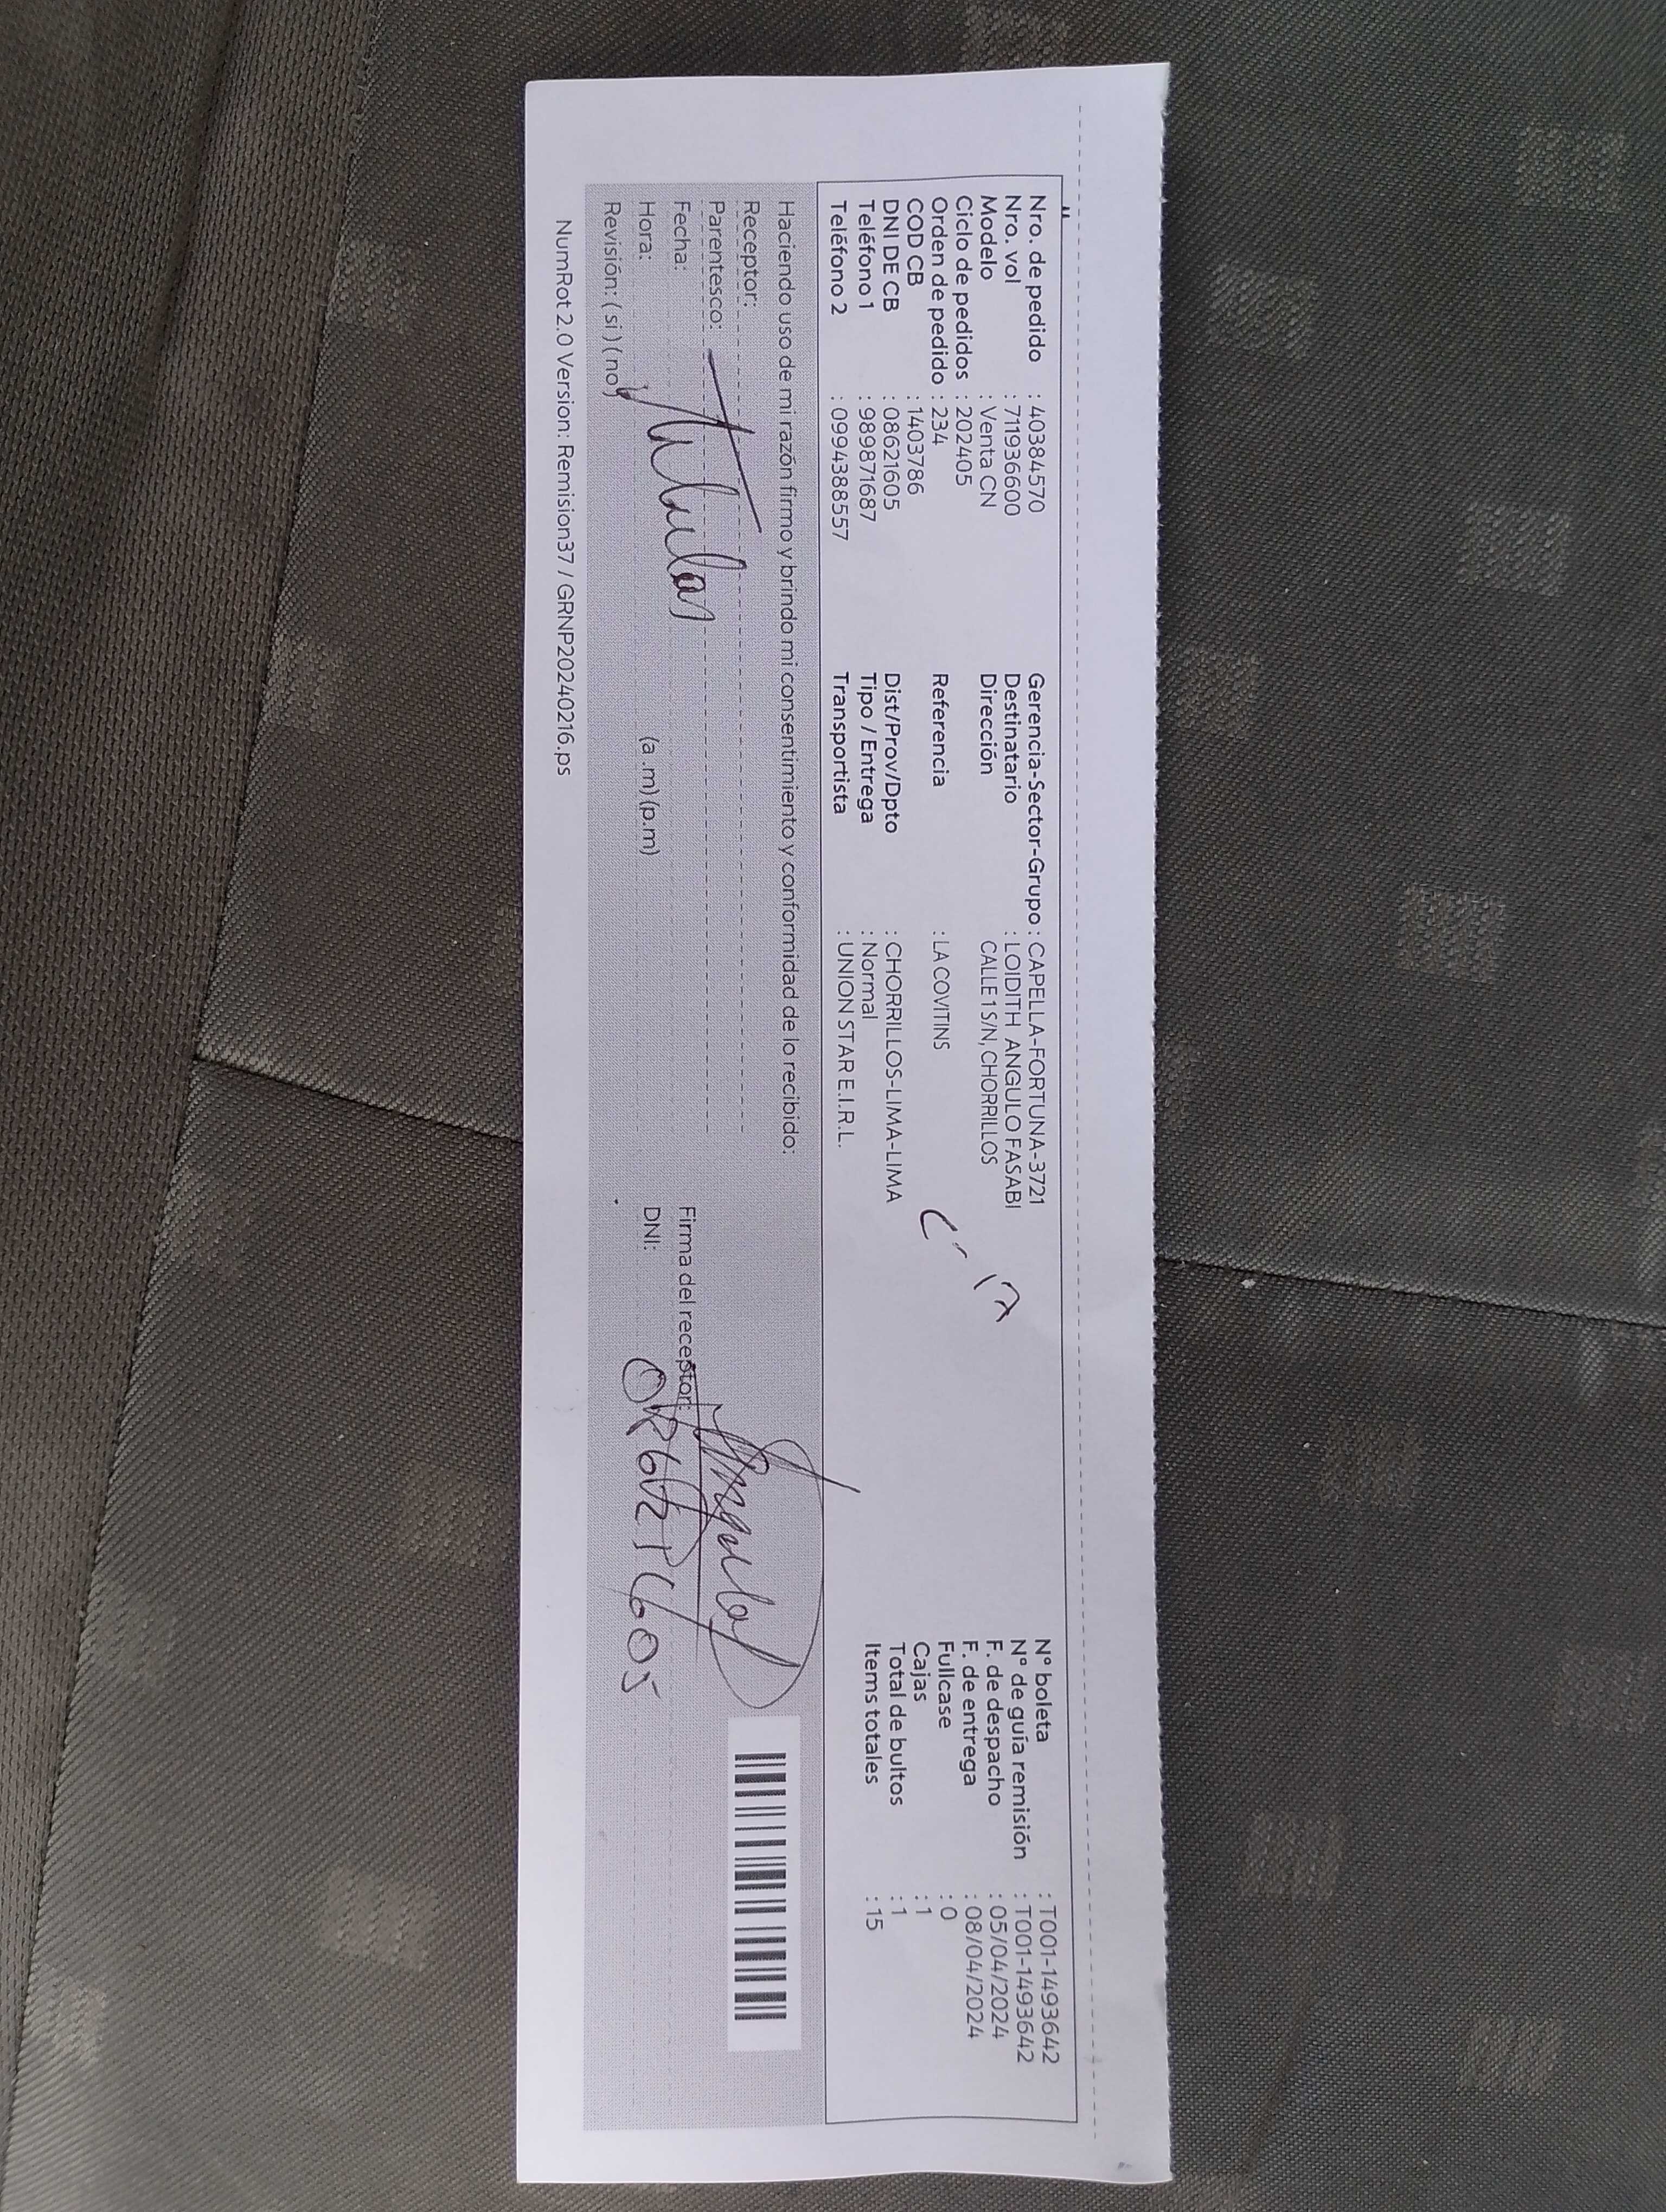 Nro. de pedido : 40384570
Nro. vol : 711936600
Modelo : Venta CN
Ciclo de pedidos : 202405
Orden de pedido : 234
COD CB : 1403786
DNI DE CB : 08621605
Teléfono 1 : 989871687
Teléfono 2 : 0994388557
Gerencia-Sector-Grupo : CAPELLA-FORTUNA-3721
Destinatario : LOIDITH ANGULO FASABI
Dirección CALLE 1 S/N, CHORRILLOS
Referencia : LA COVITINS
Dist/Prov/Dpto : CHORRILLOS-LIMA-LIMA
Tipo / Entrega : Normal
Transportista : UNION STAR E.I.R.L.
N° boleta : T001-1493642
N° de guía remisión : T001-1493642
F. de despacho : 05/04/2024
F. de entrega : 08/04/2024
Fullcase : 0
Cajas : 1
Total de bultos : 1
Items totales : 15
Haciendo uso de mi razón firmo y brindo mi consentimiento y conformidad de lo recibido:
Receptor:
Parentesco: Titular
Fecha:
Hora: (a .m) (p.m)
Revisión: ( si ) ( no )
Firma del receptor: Angulo
DNI: 08621605
NumRot 2.0 Version: Remision37 / GRNP20240216.ps